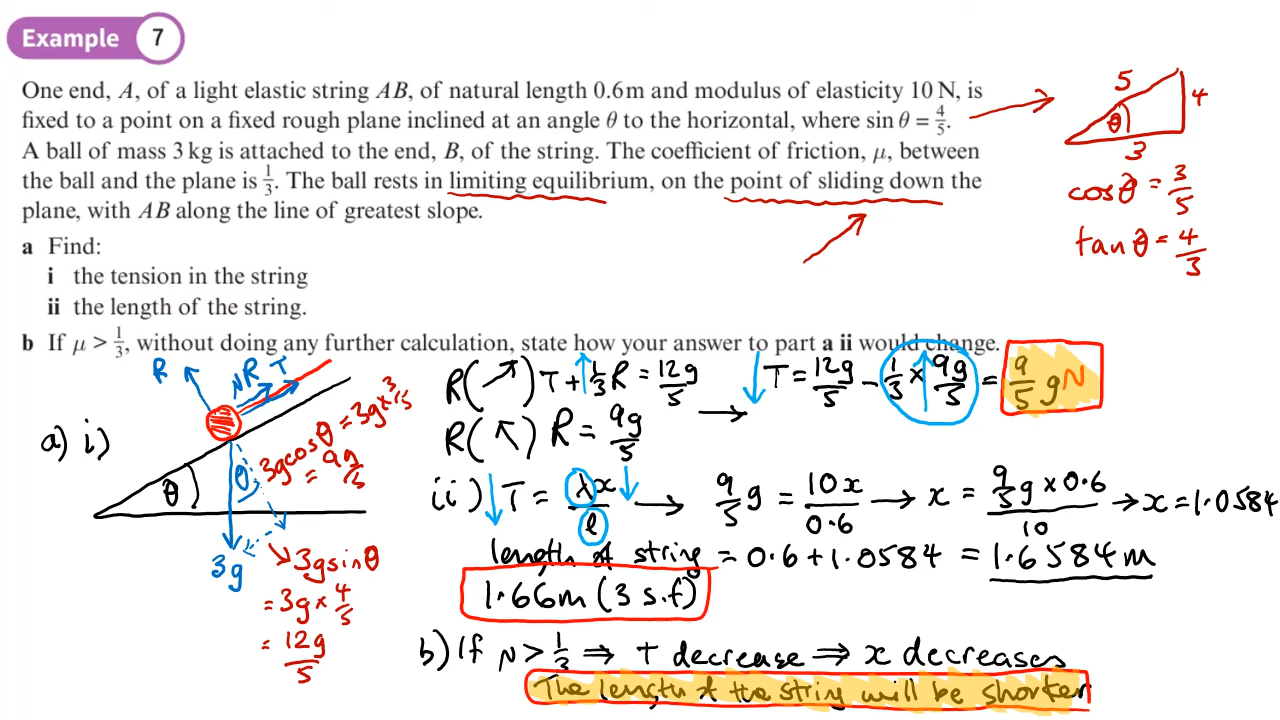 Example 7
One end, A, of a light elastic string AB, of natural length 0.6 m and modulus of elasticity 10 N, is
fixed to a point on a fixed rough plane inclined at an angle θ to the horizontal, where sin θ = 4/5.
A ball of mass 3 kg is attached to the end, B, of the string. The coefficient of friction, μ, between
the ball and the plane is 1/3. The ball rests in limiting equilibrium, on the point of sliding down the
plane, with AB along the line of greatest slope.
5
4
θ
3
cosθ = 3/5
tanθ = 4/3
a Find:
i the tension in the string
ii the length of the string.
b If μ > 1/3, without doing any further calculation, state how your answer to part a ii would change.
a) i)
R
μR
T
θ
θ
3g
3gcosθ = 3g×3/5
= 9g/5
3gsinθ
= 3g × 4/5
= 12g/5
R(↗) T + 1/3 R = 12g/5
R(↖) R = 9g/5
→ T = 12g/5 - 1/3 × 9g/5 = 9/5 g N
ii) T = λx/l → 9/5 g = 10x/0.6 → x = 9/5 g × 0.6/10 → x = 1.0584
length of string = 0.6 + 1.0584 = 1.6584 m
1.66m (3 s.f)
b) If μ > 1/3 ⇒ T decrease ⇒ x decreases
The length of the string will be shorter